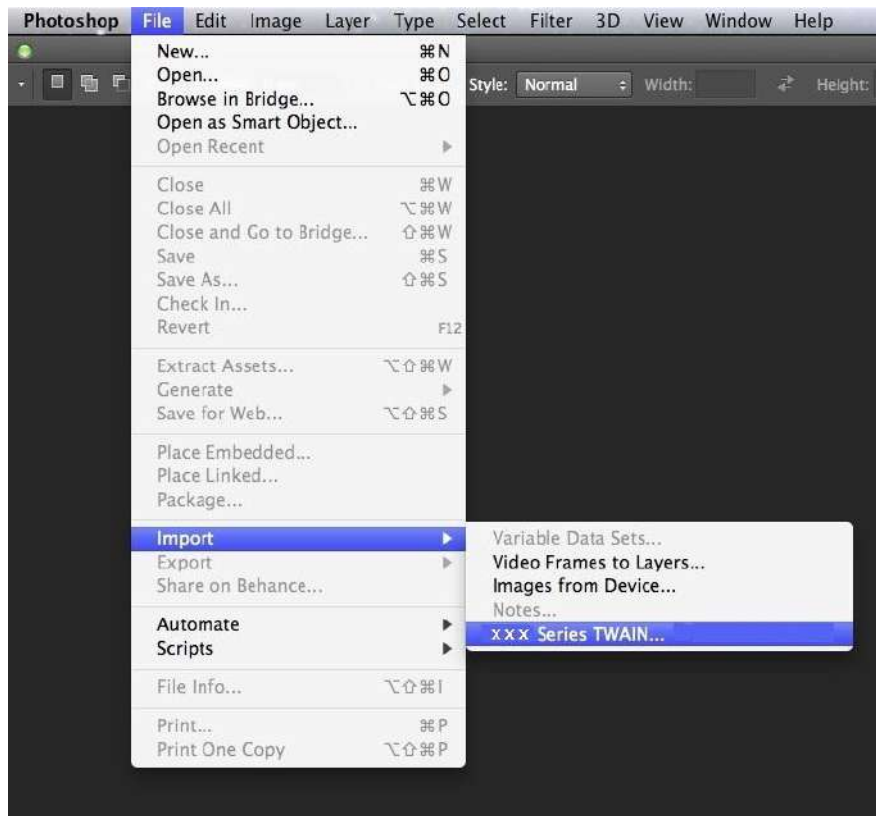 Photoshop File Edit Image Layer Type Select Filter 3D View Window Help
Style: Normal Width: Height:
New... ⌘N
Open... ⌘O
Browse in Bridge... ⌥⌘O
Open as Smart Object...
Open Recent
Close ⌘W
Close All ⌥⌘W
Close and Go to Bridge... ⇧⌘W
Save ⌘S
Save As... ⇧⌘S
Check In...
Revert F12
Extract Assets... ⌥⇧⌘W
Generate
Save for Web... ⌥⇧⌘S
Place Embedded...
Place Linked...
Package...
Import
Export
Share on Behance...
Automate
Scripts
File Info... ⌥⇧⌘I
Print... ⌘P
Print One Copy ⌥⇧⌘P
Variable Data Sets...
Video Frames to Layers...
Images from Device...
Notes...
xxx Series TWAIN...